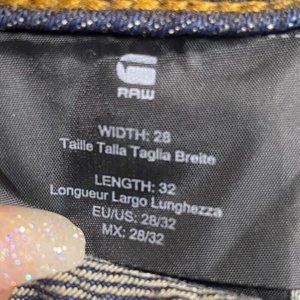 RAW
WIDTH: 28
Taille Talla Taglia Breite
LENGTH: 32
Longueur Largo Lunghezza
EU/US: 28/32
MX: 28/32